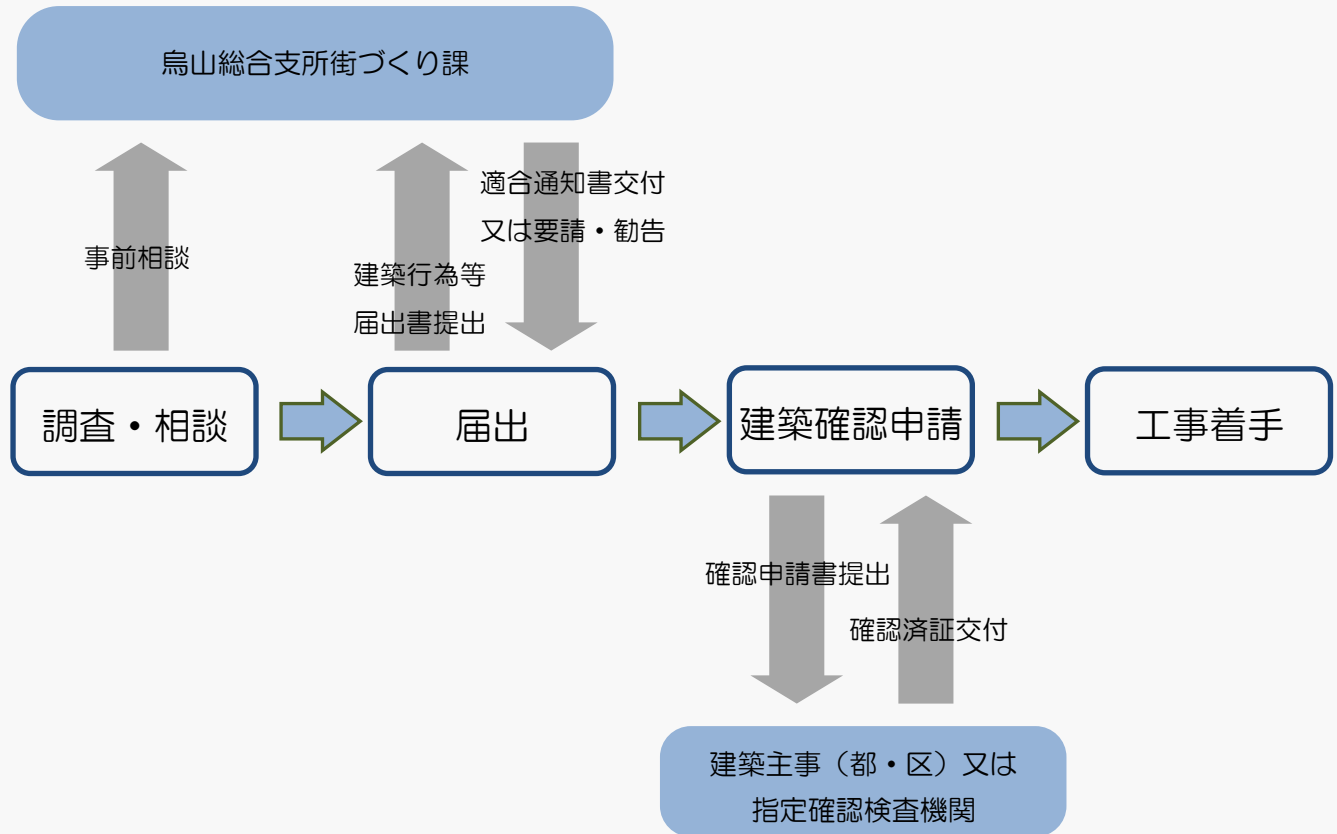 烏山総合支所街づくり課
事前相談
建築行為等
届出書提出
適合通知書交付
又は要請・勧告
調査・相談
届出
建築確認申請
工事着手
確認申請書提出
確認済証交付
建築主事（都・区）又は
指定確認検査機関